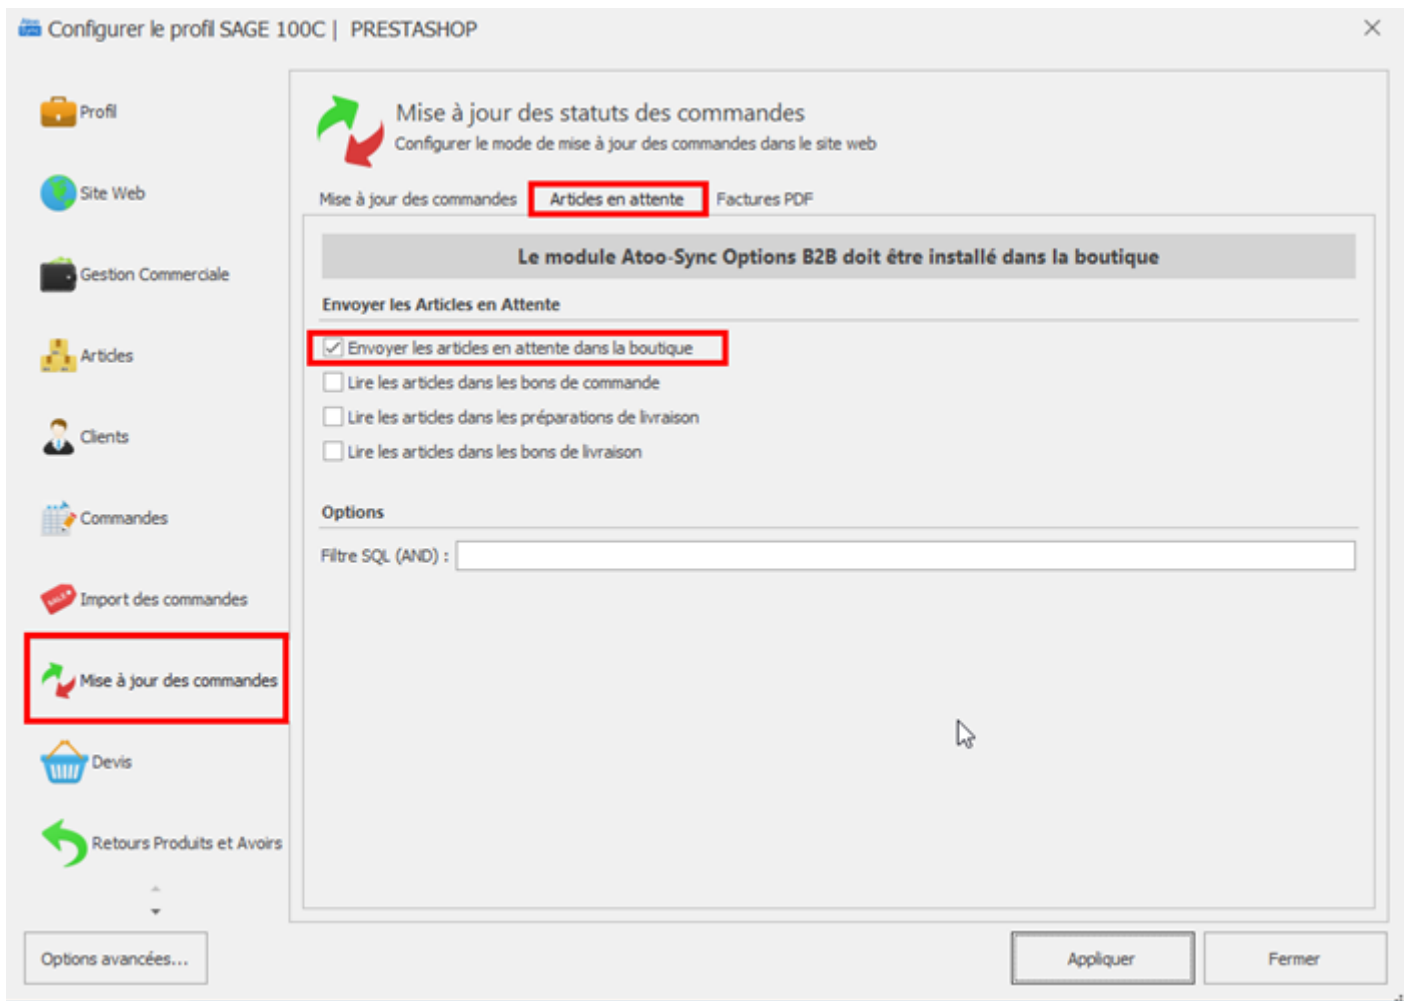 Configurer le profil SAGE 100C | PRESTASHOP
Profil
Site Web
Gestion Commerciale
Articles
Clients
Commandes
Import des commandes
Mise à jour des commandes
Devis
Retours Produits et Avoirs
Options avancées...
Mise à jour des statuts des commandes
Configurer le mode de mise à jour des commandes dans le site web
Mise à jour des commandes Articles en attente Factures PDF
Le module Atoo-Sync Options B2B doit être installé dans la boutique
Envoyer les Articles en Attente
Envoyer les articles en attente dans la boutique
Lire les articles dans les bons de commande
Lire les articles dans les préparations de livraison
Lire les articles dans les bons de livraison
Options
Filtre SQL (AND) :
Appliquer Fermer